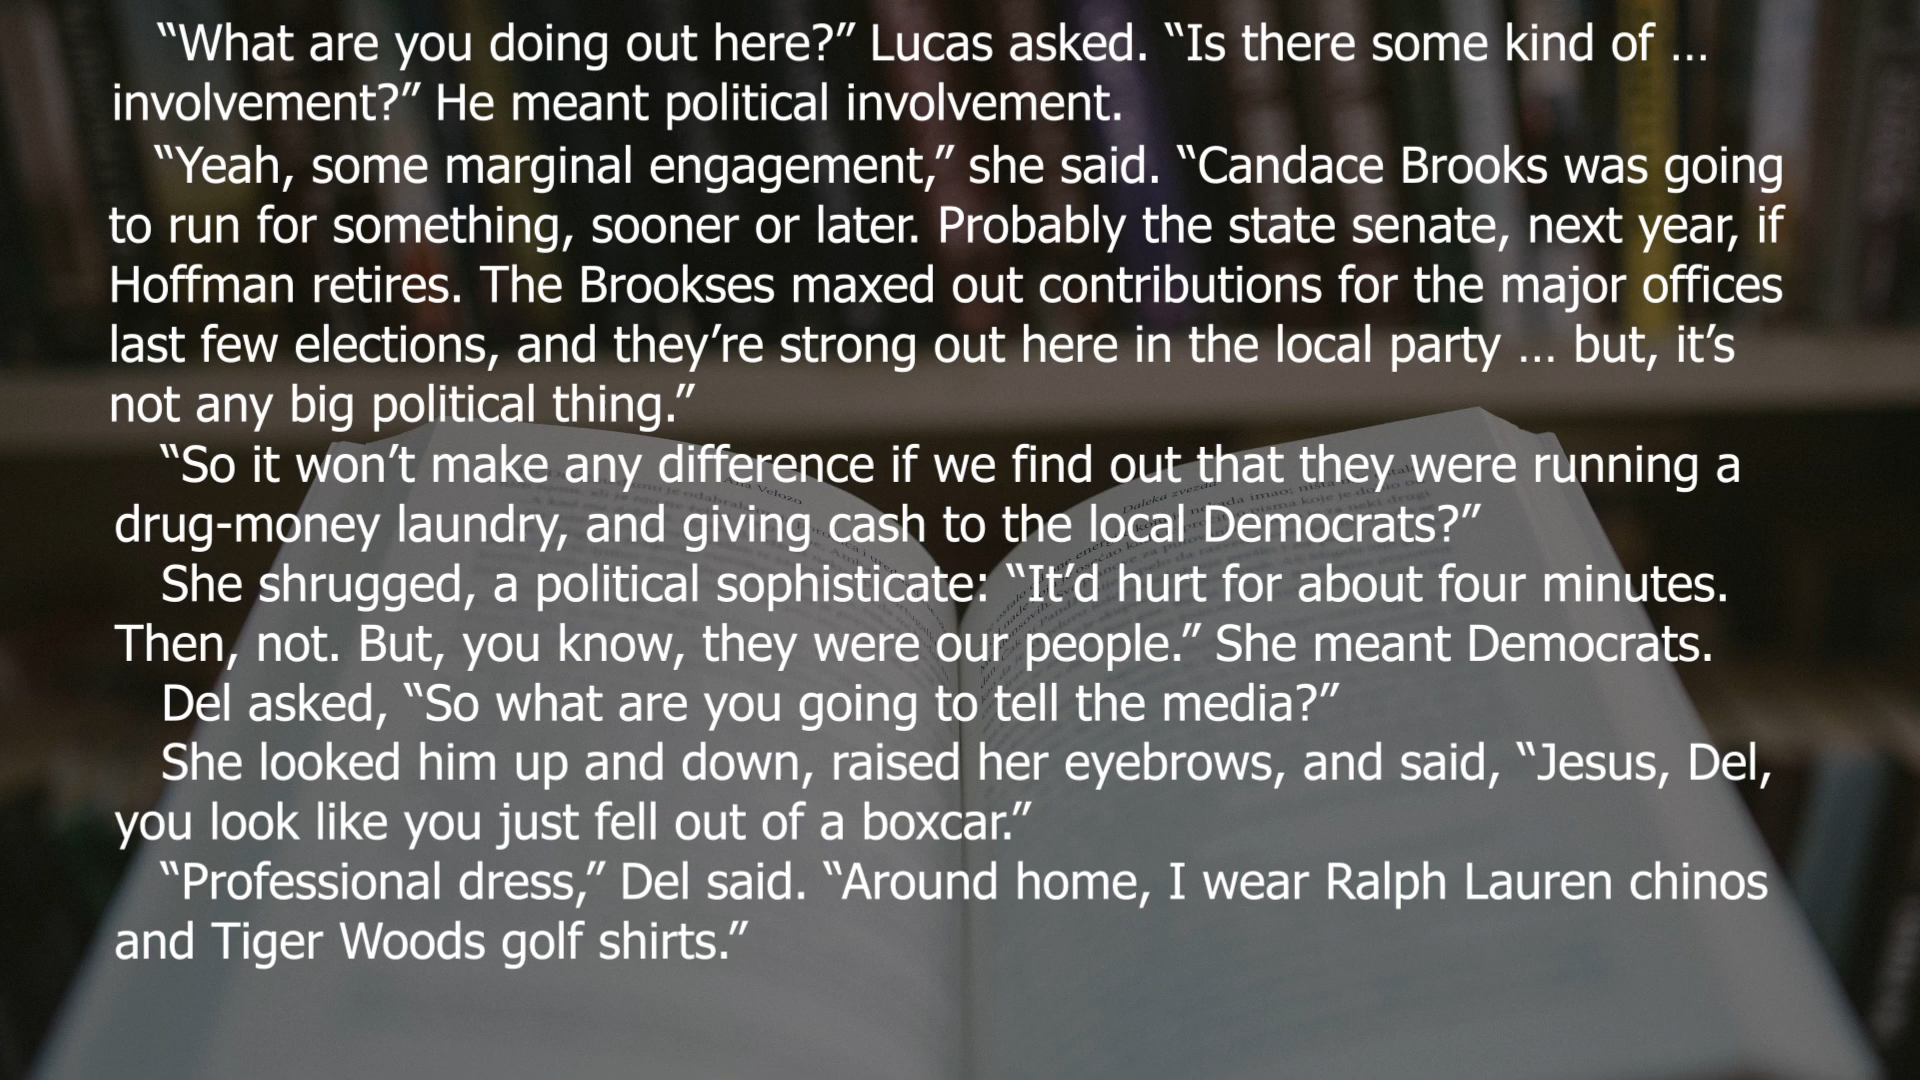 “What are you doing out here?” Lucas asked. “Is there some kind of …
involvement?” He meant political involvement.
“Yeah, some marginal engagement,” she said. “Candace Brooks was going
to run for something, sooner or later. Probably the state senate, next year, if
Hoffman retires. The Brookses maxed out contributions for the major offices
last few elections, and they’re strong out here in the local party … but, it’s
not any big political thing.”
“So it won’t make any difference if we find out that they were running a
drug-money laundry, and giving cash to the local Democrats?”
She shrugged, a political sophisticate: “It’d hurt for about four minutes.
Then, not. But, you know, they were our people.” She meant Democrats.
Del asked, “So what are you going to tell the media?”
She looked him up and down, raised her eyebrows, and said, “Jesus, Del,
you look like you just fell out of a boxcar.”
“Professional dress,” Del said. “Around home, I wear Ralph Lauren chinos
and Tiger Woods golf shirts.”
Ana Velozo
Daleka zvezda